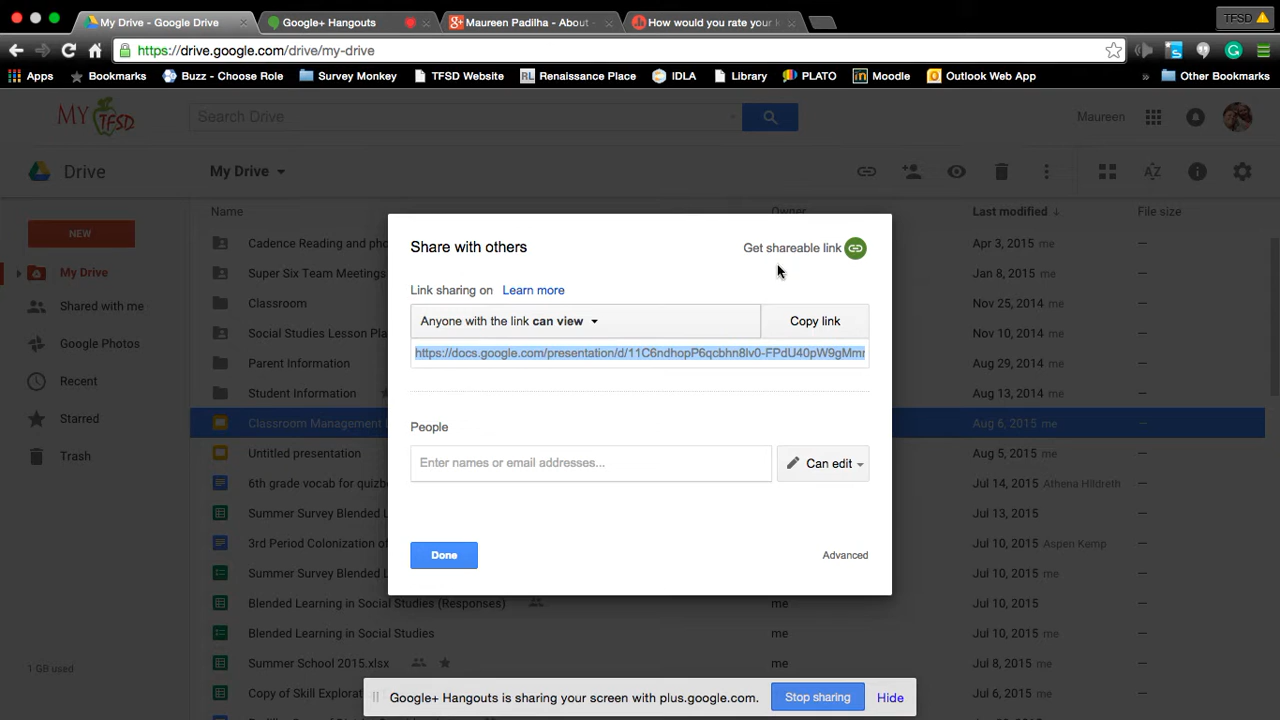 My Drive - Google Drive
Google+ Hangouts
Maureen Padilha - About -
How would you rate your
TFSD
https://drive.google.com/drive/my-drive
Apps
Bookmarks
Buzz - Choose Role
Survey Monkey
TFSD Website
RL Renaissance Place
IDLA
Library
PLATO
Moodle
Outlook Web App
»
Other Bookmarks
MY TFSD
Search Drive
Maureen
Drive
My Drive
Name
Owner
Last modified
File size
NEW
My Drive
Shared with me
Google Photos
Recent
Starred
Trash
1 GB used
Cadence Reading and pho
Apr 3, 2015 me
—
Super Six Team Meetings
Jan 8, 2015 me
—
Classroom
Nov 25, 2014 me
—
Social Studies Lesson Pl
Nov 10, 2014 me
—
Parent Information
Aug 23, 2014 me
—
Student Information
Aug 13, 2014 me
—
Classroom Management
Aug 6, 2015 me
—
Untitled presentation
Aug 5, 2015 me
—
6th grade vocab for quizb
Jul 14, 2015 Athena Hildreth
—
Summer Survey Blended L
Jul 13, 2015
—
3rd Period Colonization of
Jul 10, 2015 Aspen Kemp
—
Summer Survey Blended L
Jul 10, 2015 me
—
Blended Learning in Social Studies (Responses)
me
Jul 10, 2015 me
—
Blended Learning in Social Studies
me
Jul 10, 2015 me
—
Summer School 2015.xlsx
me
Jul 8, 2015 me
—
Copy of Skill Explorat
Jul 7, 2015 me
—
Share with others
Get shareable link
Link sharing on Learn more
Anyone with the link can view
Copy link
https://docs.google.com/presentation/d/11C6ndhopP6qcbhn8lv0-FPdU40pW9gMmr
People
Enter names or email addresses...
Can edit
Done
Advanced
Google+ Hangouts is sharing your screen with plus.google.com.
Stop sharing
Hide